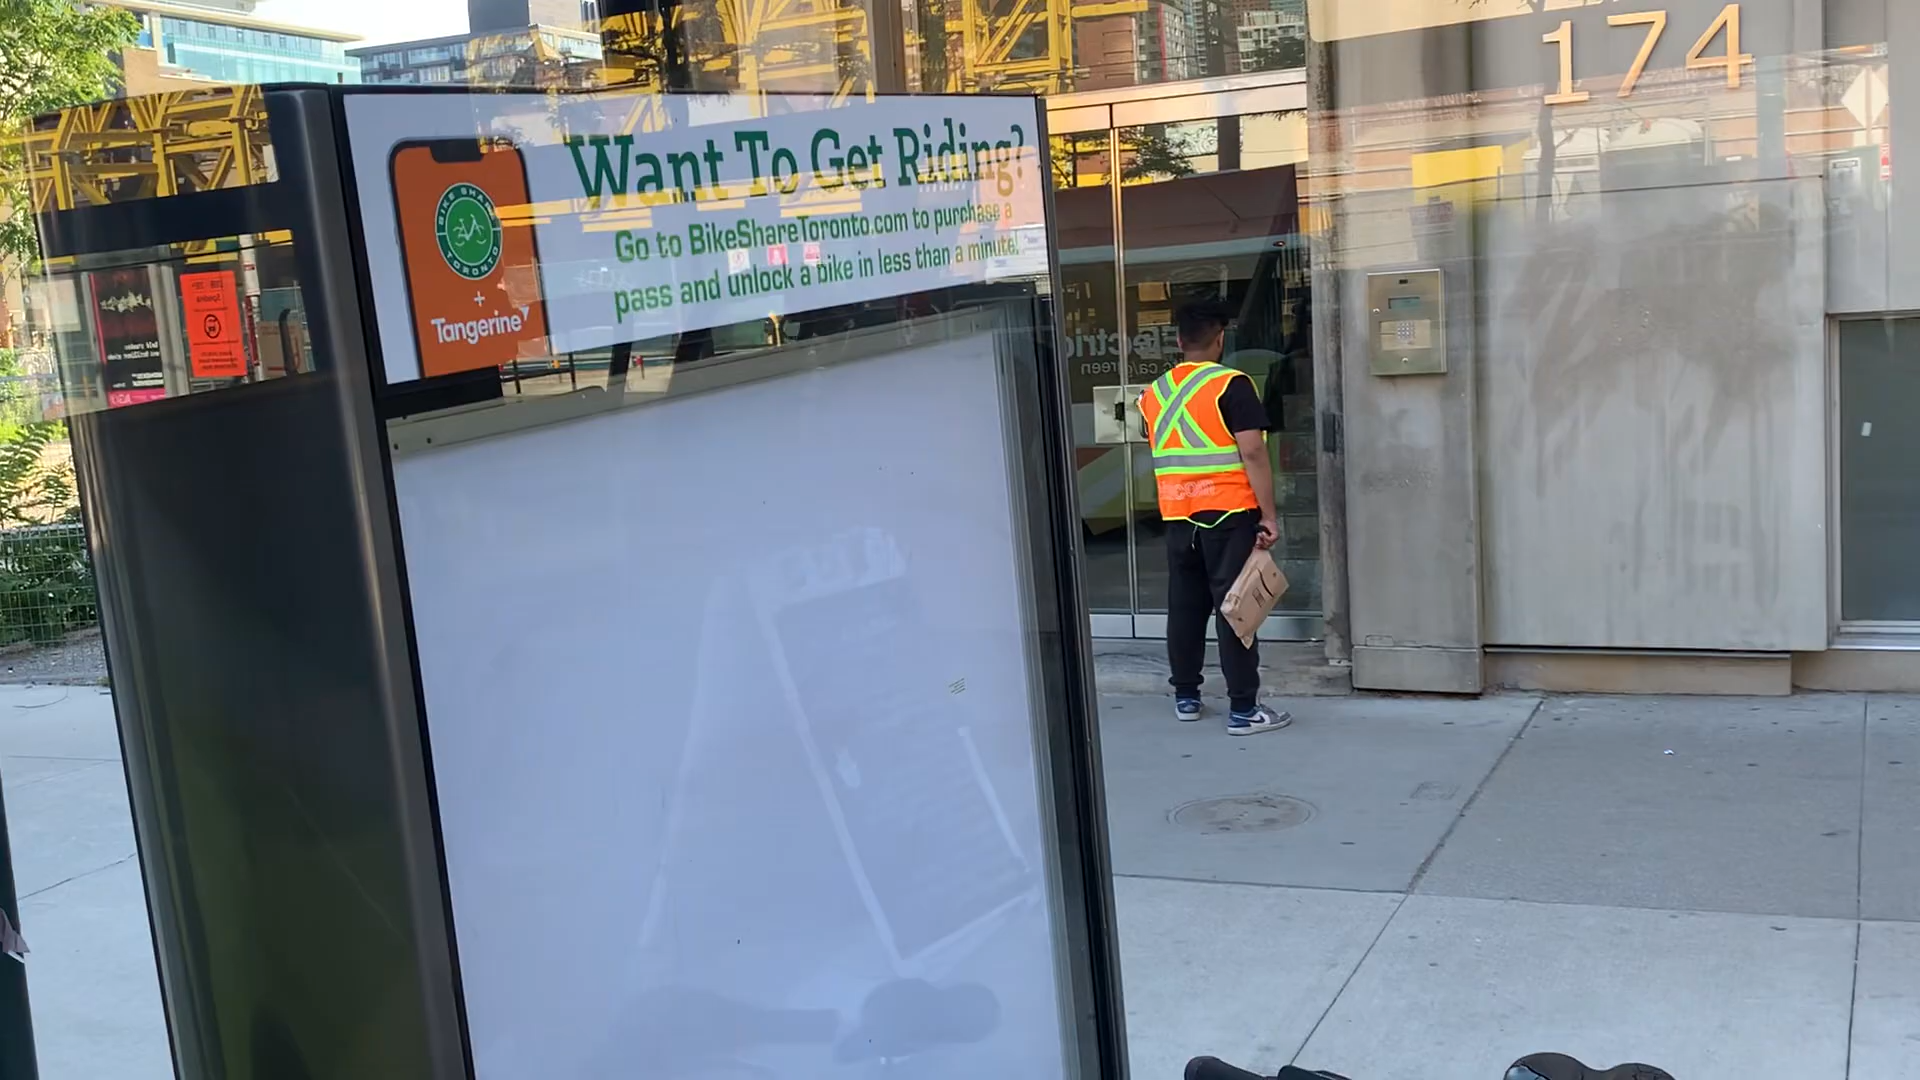 174
Want To Get Riding?
Go to BikeShareToronto.com to purchase a
pass and unlock a bike in less than a minute!
BIKE SHARE
TORONTO
+
Tangerine